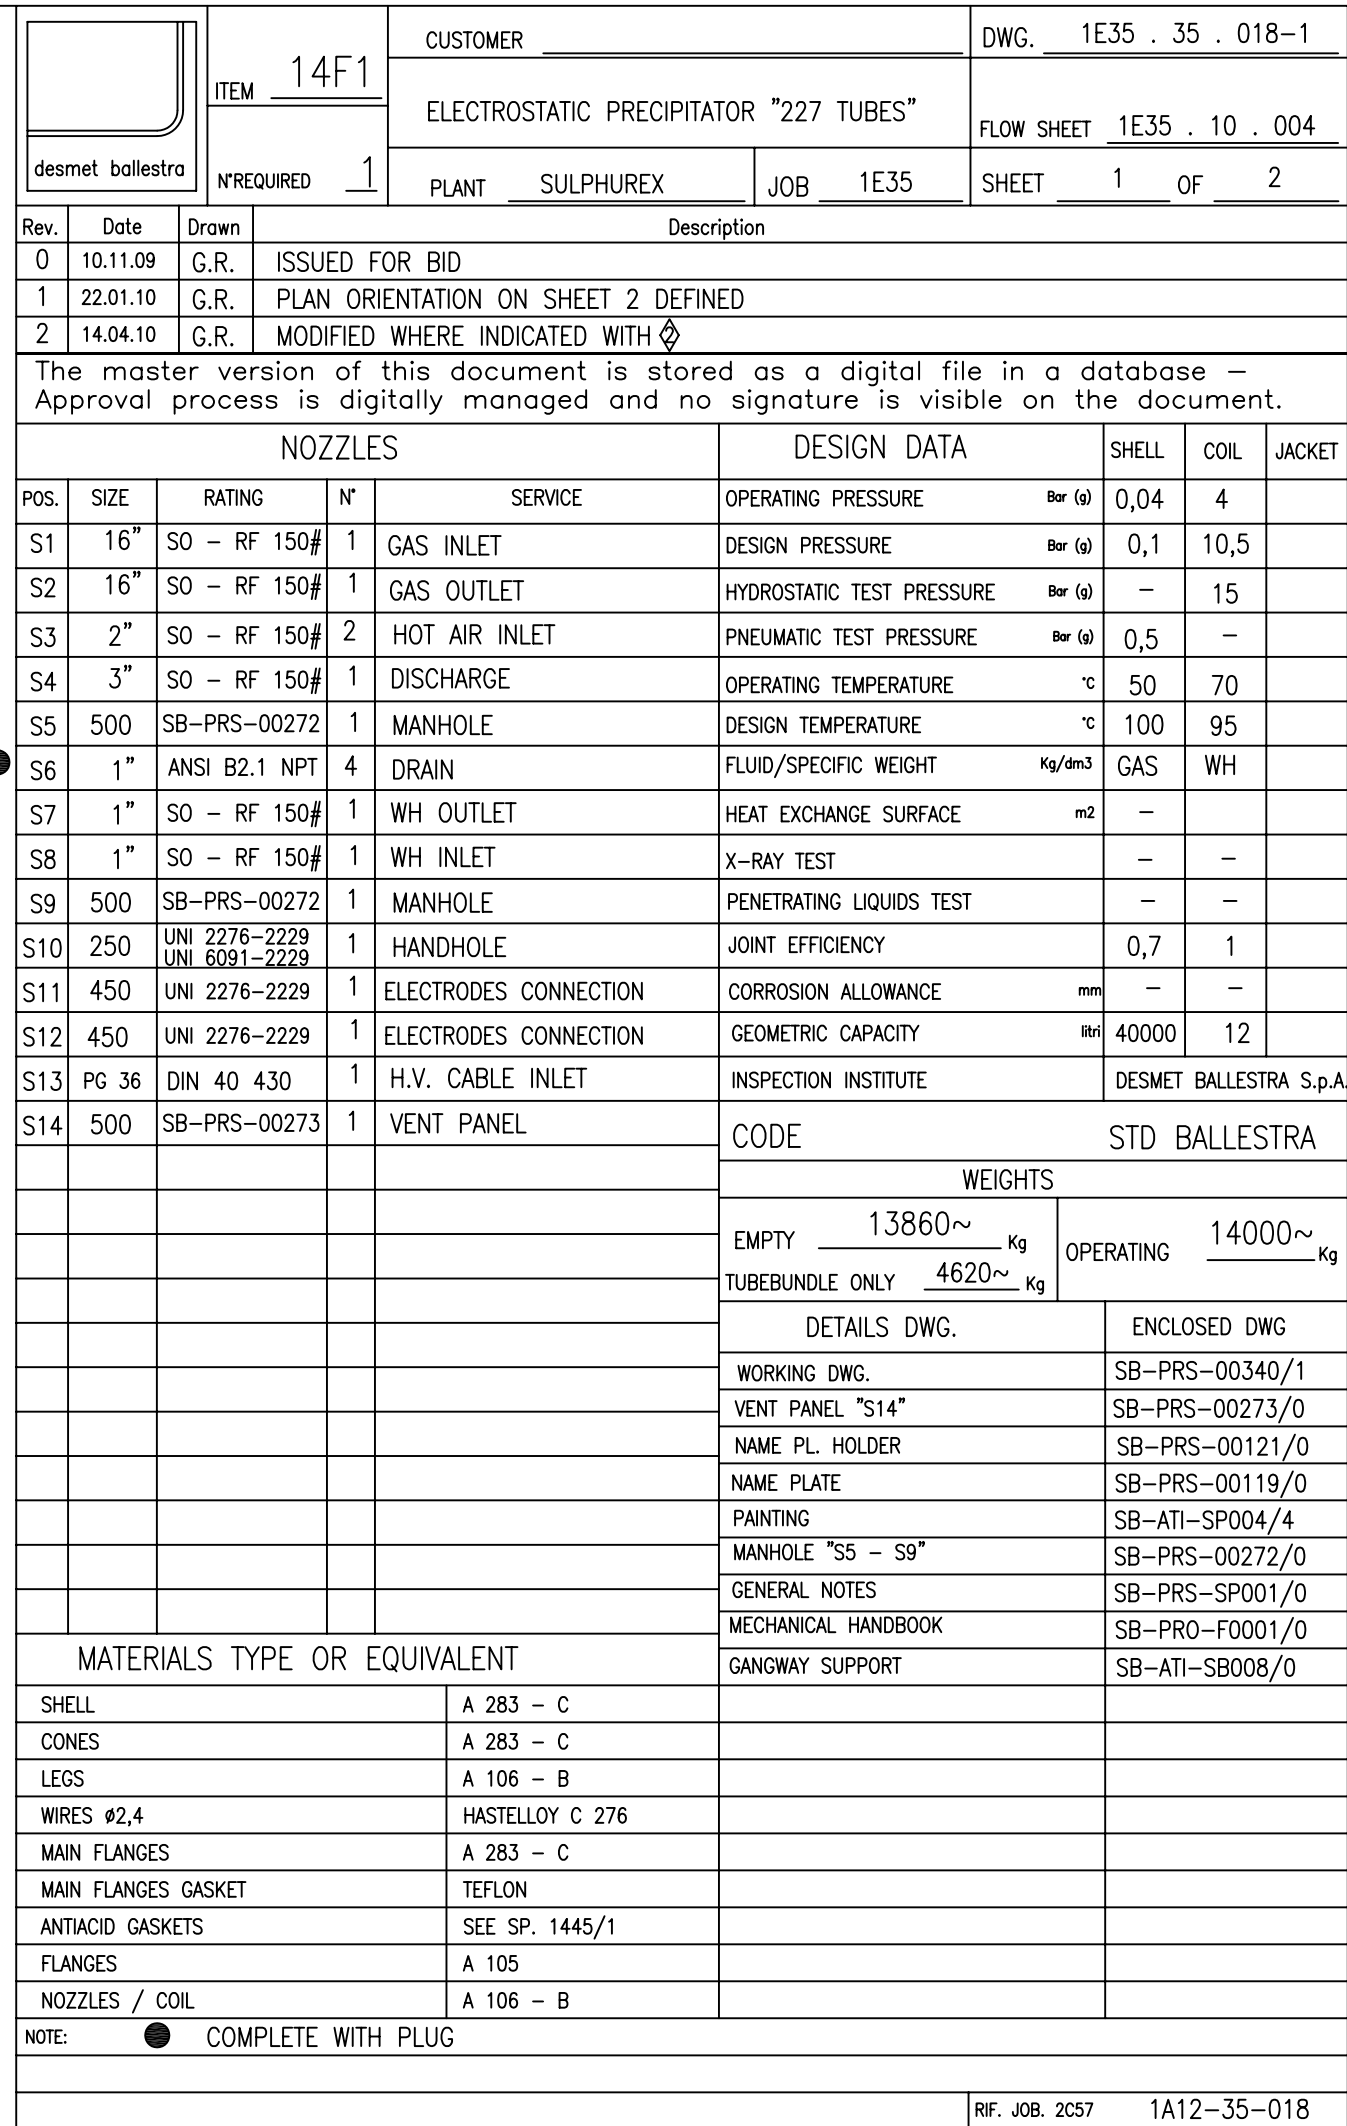 desmet ballestra
ITEM 14F1
N°REQUIRED 1
CUSTOMER
ELECTROSTATIC PRECIPITATOR "227 TUBES"
PLANT SULPHUREX JOB 1E35
DWG. 1E35 . 35 . 018-1
FLOW SHEET 1E35 . 10 . 004
SHEET 1 OF 2
Rev. Date Drawn Description
0 10.11.09 G.R. ISSUED FOR BID
1 22.01.10 G.R. PLAN ORIENTATION ON SHEET 2 DEFINED
2 14.04.10 G.R. MODIFIED WHERE INDICATED WITH 2
The master version of this document is stored as a digital file in a database –
Approval process is digitally managed and no signature is visible on the document.
NOZZLES
POS. SIZE RATING N° SERVICE
S1 16" SO – RF 150# 1 GAS INLET
S2 16" SO – RF 150# 1 GAS OUTLET
S3 2" SO – RF 150# 2 HOT AIR INLET
S4 3" SO – RF 150# 1 DISCHARGE
S5 500 SB-PRS-00272 1 MANHOLE
S6 1" ANSI B2.1 NPT 4 DRAIN
S7 1" SO – RF 150# 1 WH OUTLET
S8 1" SO – RF 150# 1 WH INLET
S9 500 SB-PRS-00272 1 MANHOLE
S10 250 UNI 2276-2229 UNI 6091-2229 1 HANDHOLE
S11 450 UNI 2276-2229 1 ELECTRODES CONNECTION
S12 450 UNI 2276-2229 1 ELECTRODES CONNECTION
S13 PG 36 DIN 40 430 1 H.V. CABLE INLET
S14 500 SB-PRS-00273 1 VENT PANEL
DESIGN DATA SHELL COIL JACKET
OPERATING PRESSURE Bar (g) 0,04 4
DESIGN PRESSURE Bar (g) 0,1 10,5
HYDROSTATIC TEST PRESSURE Bar (g) – 15
PNEUMATIC TEST PRESSURE Bar (g) 0,5 –
OPERATING TEMPERATURE °C 50 70
DESIGN TEMPERATURE °C 100 95
FLUID/SPECIFIC WEIGHT Kg/dm3 GAS WH
HEAT EXCHANGE SURFACE m2 –
X-RAY TEST – –
PENETRATING LIQUIDS TEST – –
JOINT EFFICIENCY 0,7 1
CORROSION ALLOWANCE mm – –
GEOMETRIC CAPACITY litri 40000 12
INSPECTION INSTITUTE DESMET BALLESTRA S.p.A.
CODE STD BALLESTRA
WEIGHTS
EMPTY 13860~ Kg
TUBEBUNDLE ONLY 4620~ Kg
OPERATING 14000~ Kg
DETAILS DWG. ENCLOSED DWG
WORKING DWG. SB-PRS-00340/1
VENT PANEL "S14" SB-PRS-00273/0
NAME PL. HOLDER SB-PRS-00121/0
NAME PLATE SB-PRS-00119/0
PAINTING SB-ATI-SP004/4
MANHOLE "S5 – S9" SB-PRS-00272/0
GENERAL NOTES SB-PRS-SP001/0
MECHANICAL HANDBOOK SB-PRO-F0001/0
GANGWAY SUPPORT SB-ATI-SB008/0
MATERIALS TYPE OR EQUIVALENT
SHELL A 283 – C
CONES A 283 – C
LEGS A 106 – B
WIRES ø2,4 HASTELLOY C 276
MAIN FLANGES A 283 – C
MAIN FLANGES GASKET TEFLON
ANTIACID GASKETS SEE SP. 1445/1
FLANGES A 105
NOZZLES / COIL A 106 – B
NOTE: COMPLETE WITH PLUG
RIF. JOB. 2C57 1A12-35-018